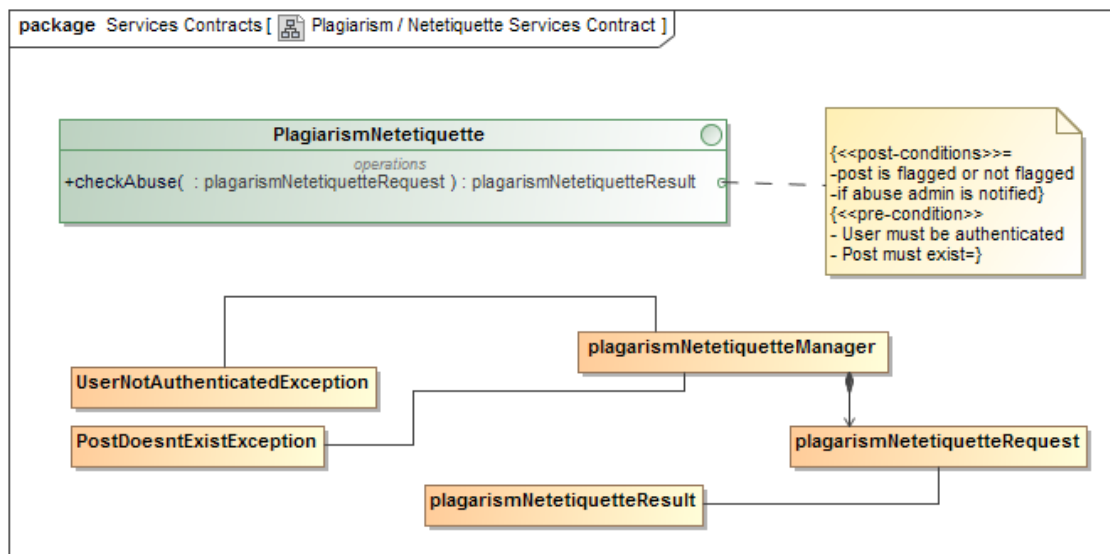 package Services Contracts [ Plagiarism / Netetiquette Services Contract ]
PlagiarismNetetiquette
operations
+checkAbuse( : plagarismNetetiquetteRequest ) : plagarismNetetiquetteResult
{<<post-conditions>>=
-post is flagged or not flagged
-if abuse admin is notified}
{<<pre-condition>>
- User must be authenticated
- Post must exist=}
plagarismNetetiquetteManager
UserNotAuthenticatedException
PostDoesntExistException
plagarismNetetiquetteRequest
plagarismNetetiquetteResult